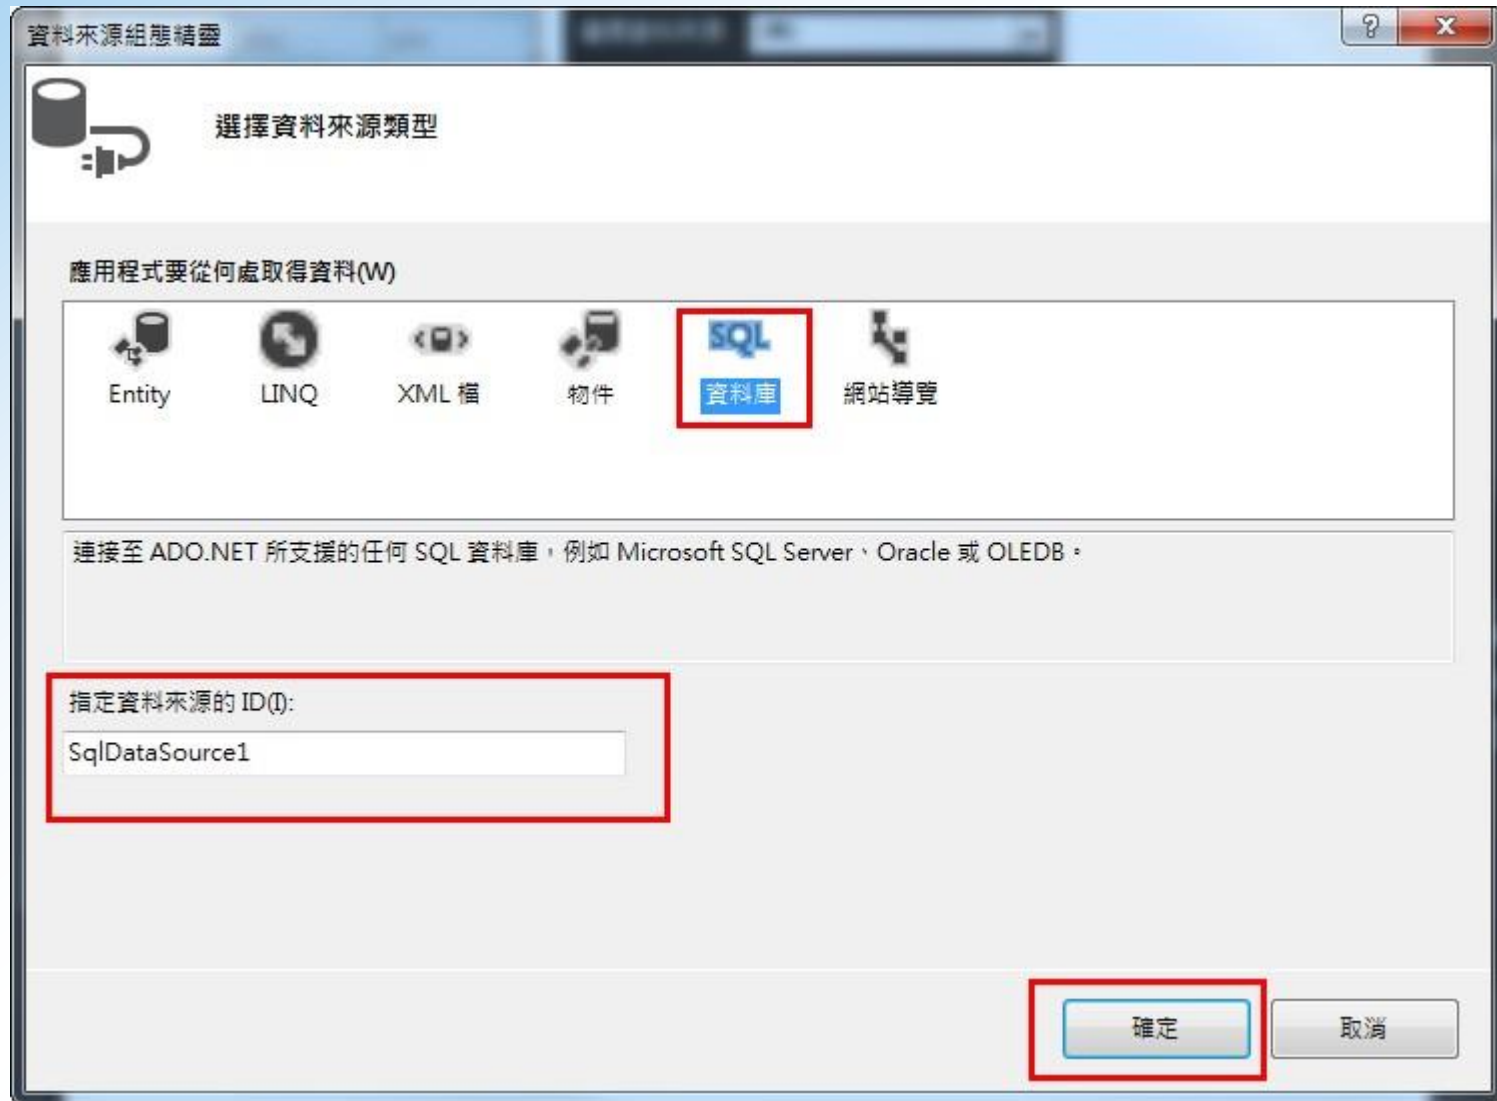 資料來源組態精靈
選擇資料來源類型
應用程式要從何處取得資料(W)
Entity
LINQ
XML 檔
物件
SQL
資料庫
網站導覽
連接至 ADO.NET 所支援的任何 SQL 資料庫，例如 Microsoft SQL Server、Oracle 或 OLEDB。
指定資料來源的 ID(I):
SqlDataSource1
確定
取消